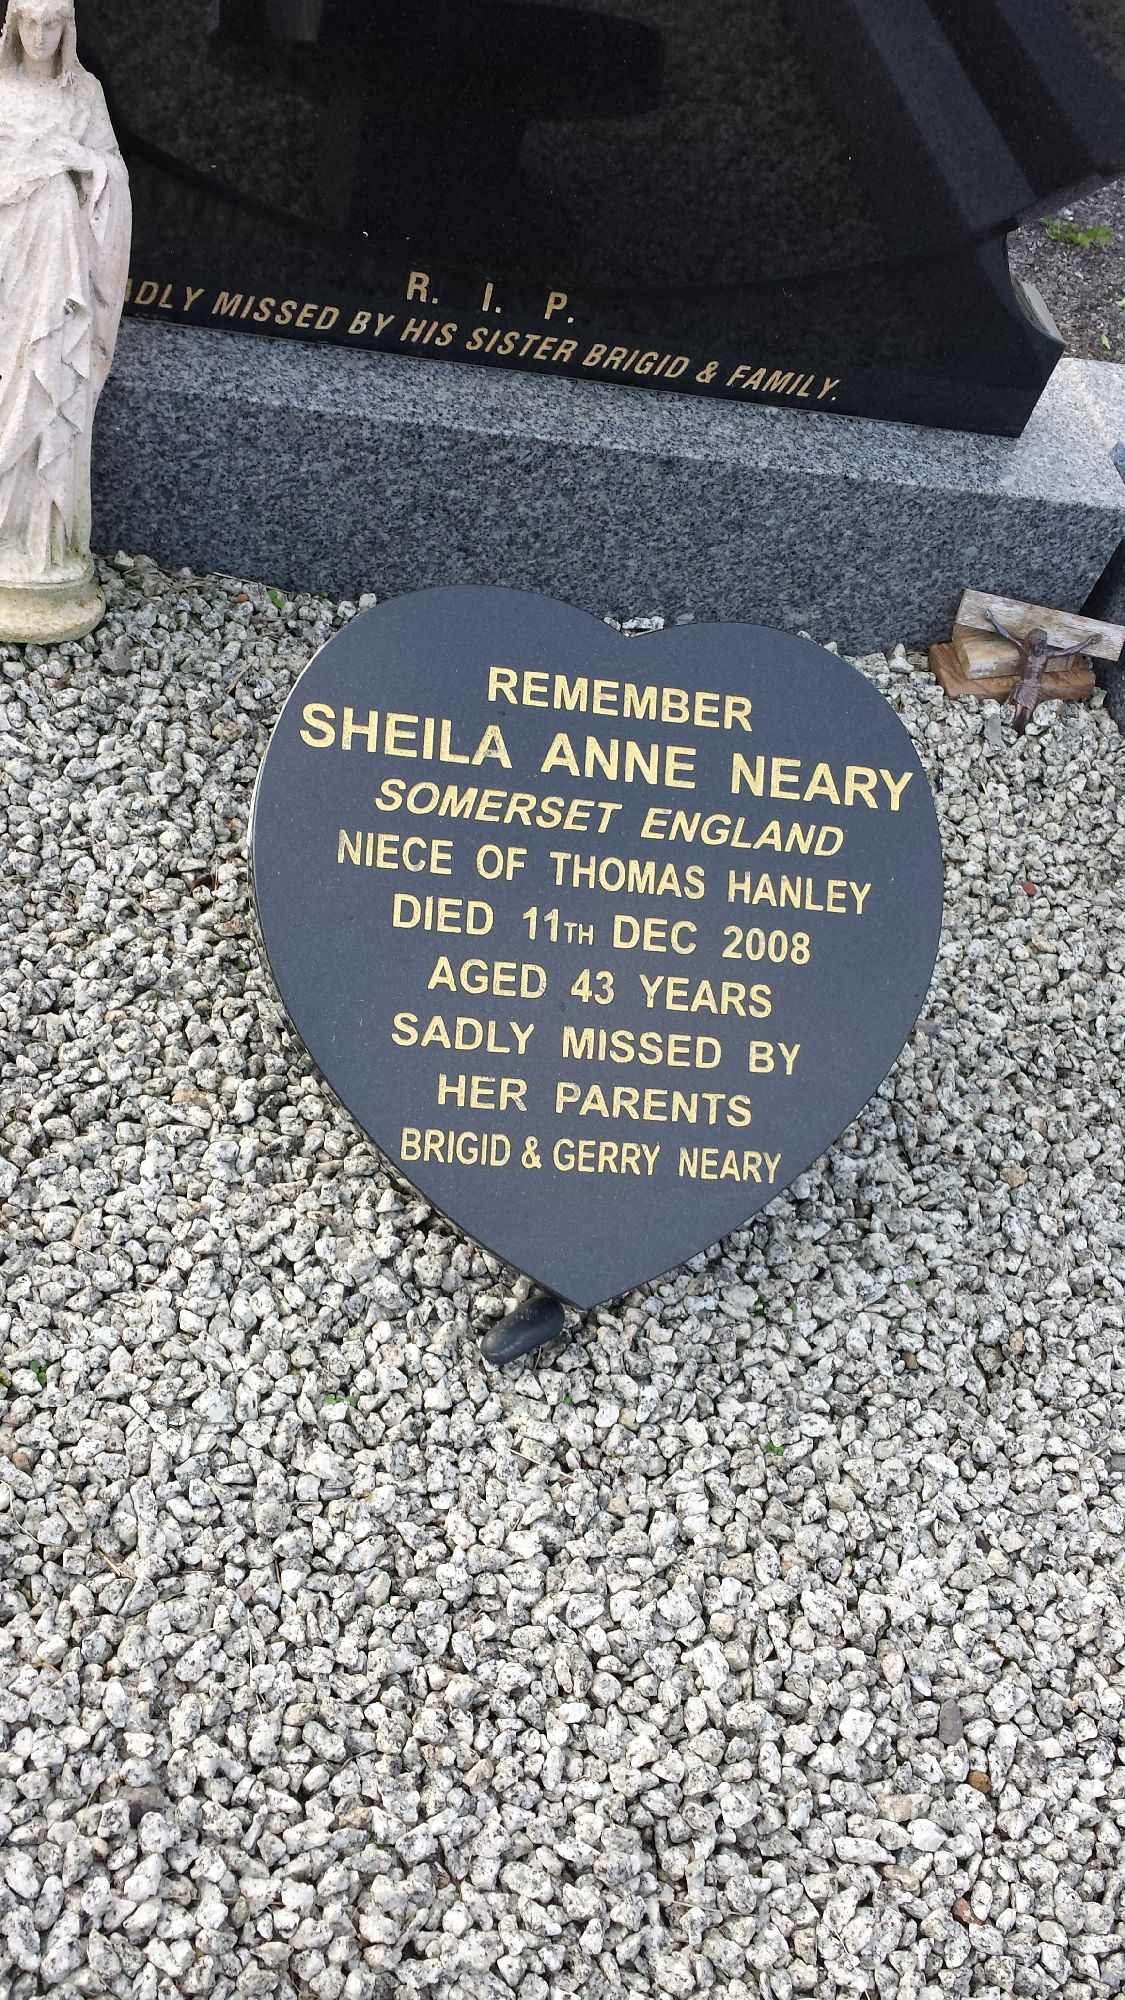 R. I. P.
MISSED BY HIS SISTER BRIGID & FAMILY.
REMEMBER
SHEILA ANNE NEARY
SOMERSET ENGLAND
NIECE OF THOMAS HANLEY
DIED 11TH DEC 2008
AGED 43 YEARS
SADLY MISSED BY
HER PARENTS
BRIGID & GERRY NEARY